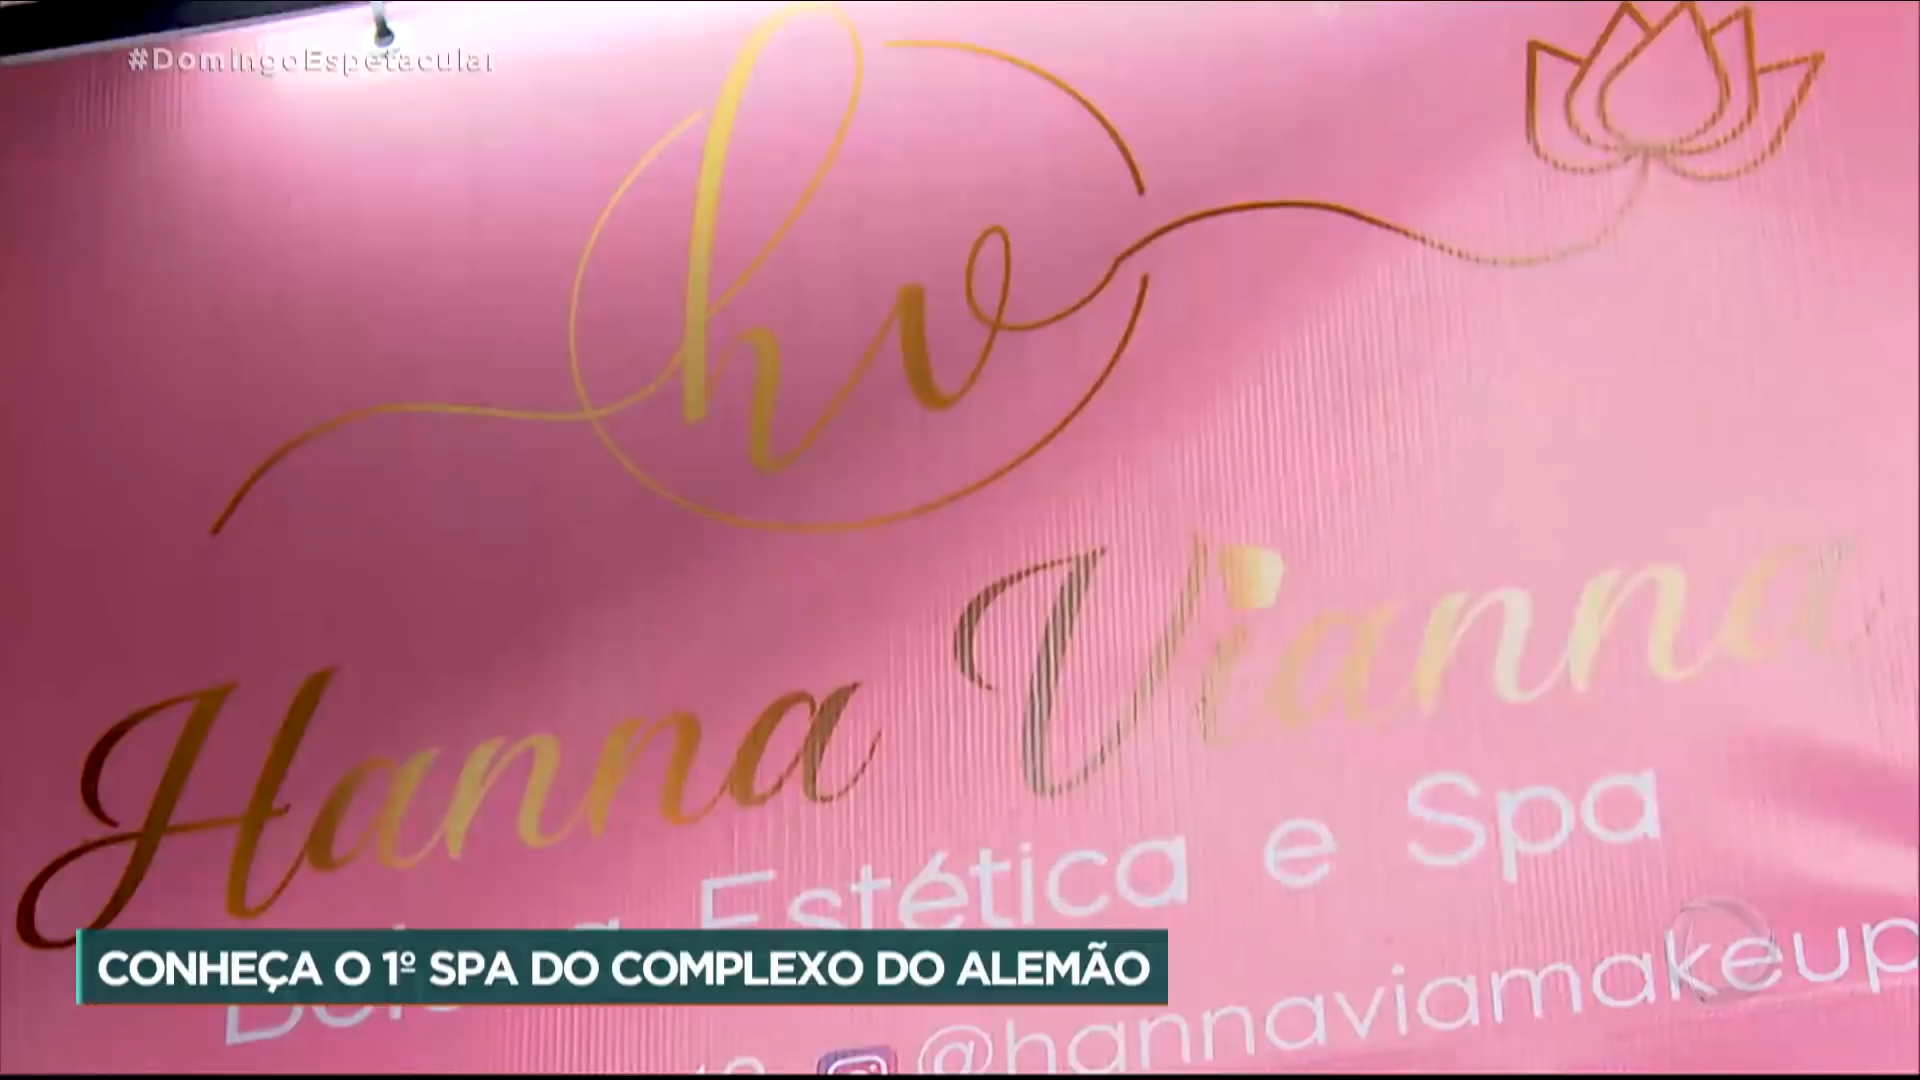 #DomingoEspetacular
hv
Hanna Vianna
Estética e Spa
CONHEÇA O 1º SPA DO COMPLEXO DO ALEMÃO
@hannaviamakeup